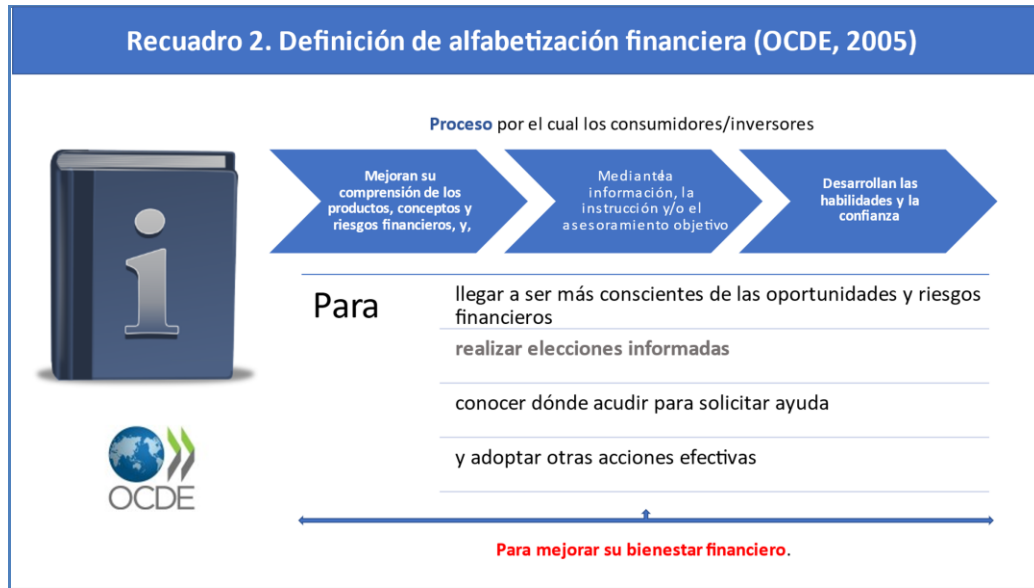 Recuadro 2. Definición de alfabetización financiera (OCDE, 2005)
Proceso por el cual los consumidores/inversores
Mejoran su
comprensión de los
productos, conceptos y
riesgos financieros, y,
Mediante la
información, la
instrucción y/o el
asesoramiento objetivo
Desarrollan las
habilidades y la
confianza
Para
llegar a ser más conscientes de las oportunidades y riesgos
financieros
realizar elecciones informadas
conocer dónde acudir para solicitar ayuda
y adoptar otras acciones efectivas
i
OCDE
Para mejorar su bienestar financiero.